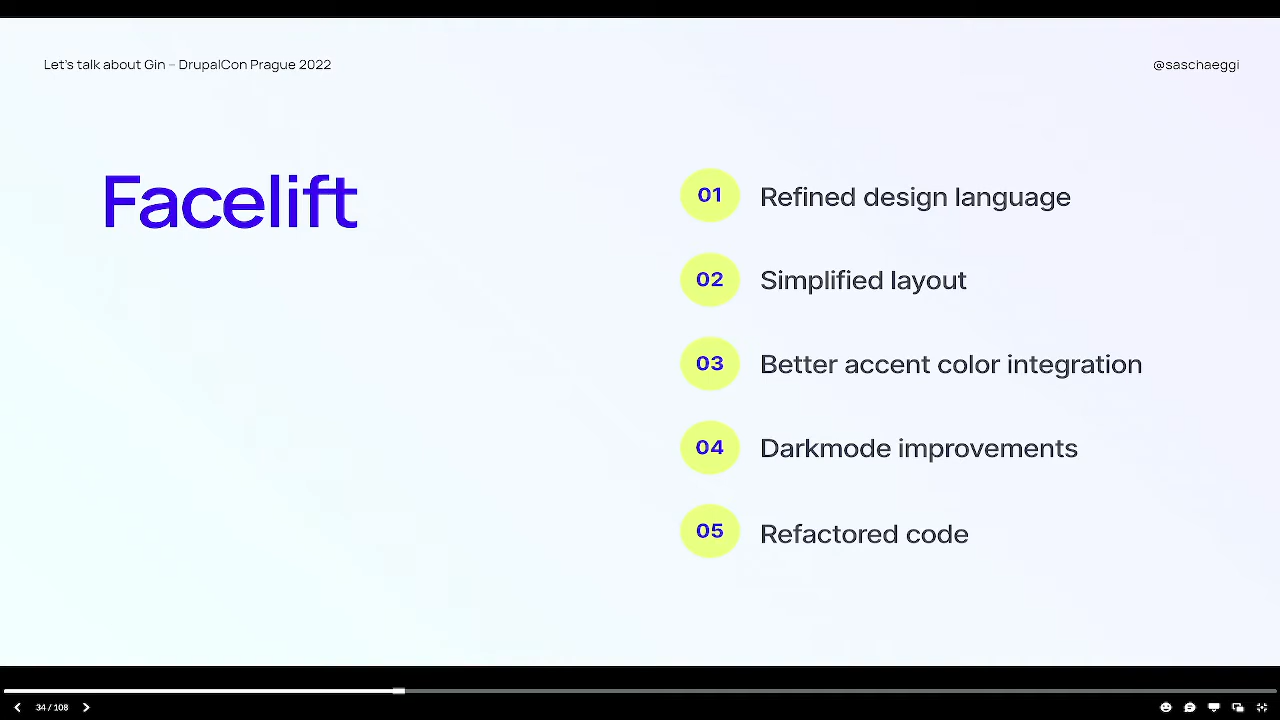 Let's talk about Gin – DrupalCon Prague 2022
@saschaeggi
Facelift
01 Refined design language
02 Simplified layout
03 Better accent color integration
04 Darkmode improvements
05 Refactored code
34 / 108